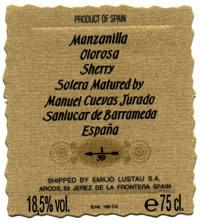 PRODUCT OF SPAIN
Manzanilla
Olorosa
Sherry
Solera Matured by
Manuel Cuevas Jurado
Sanlucar de Barrameda
España
1/39
SHIPPED BY EMILIO LUSTAU S.A.
ARCOS, 53 JEREZ DE LA FRONTERA SPAIN
18,5% vol.
e 75 cl.